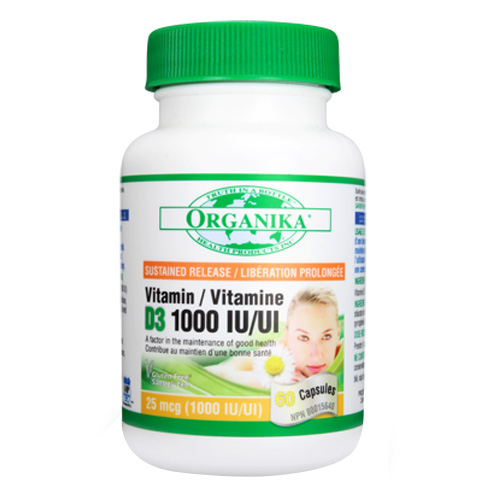 TRUTH IN A BOTTLE
ORGANIKA®
HEALTH PRODUCTS INC
SUSTAINED RELEASE / LIBÉRATION PROLONGÉE
Vitamin / Vitamine
D3 1000 IU/UI
A factor in the maintenance of good health
Contribue au maintien d'une bonne santé
Gluten Free
60 Capsules
NPN 80015640
25 mcg (1000 IU/UI)